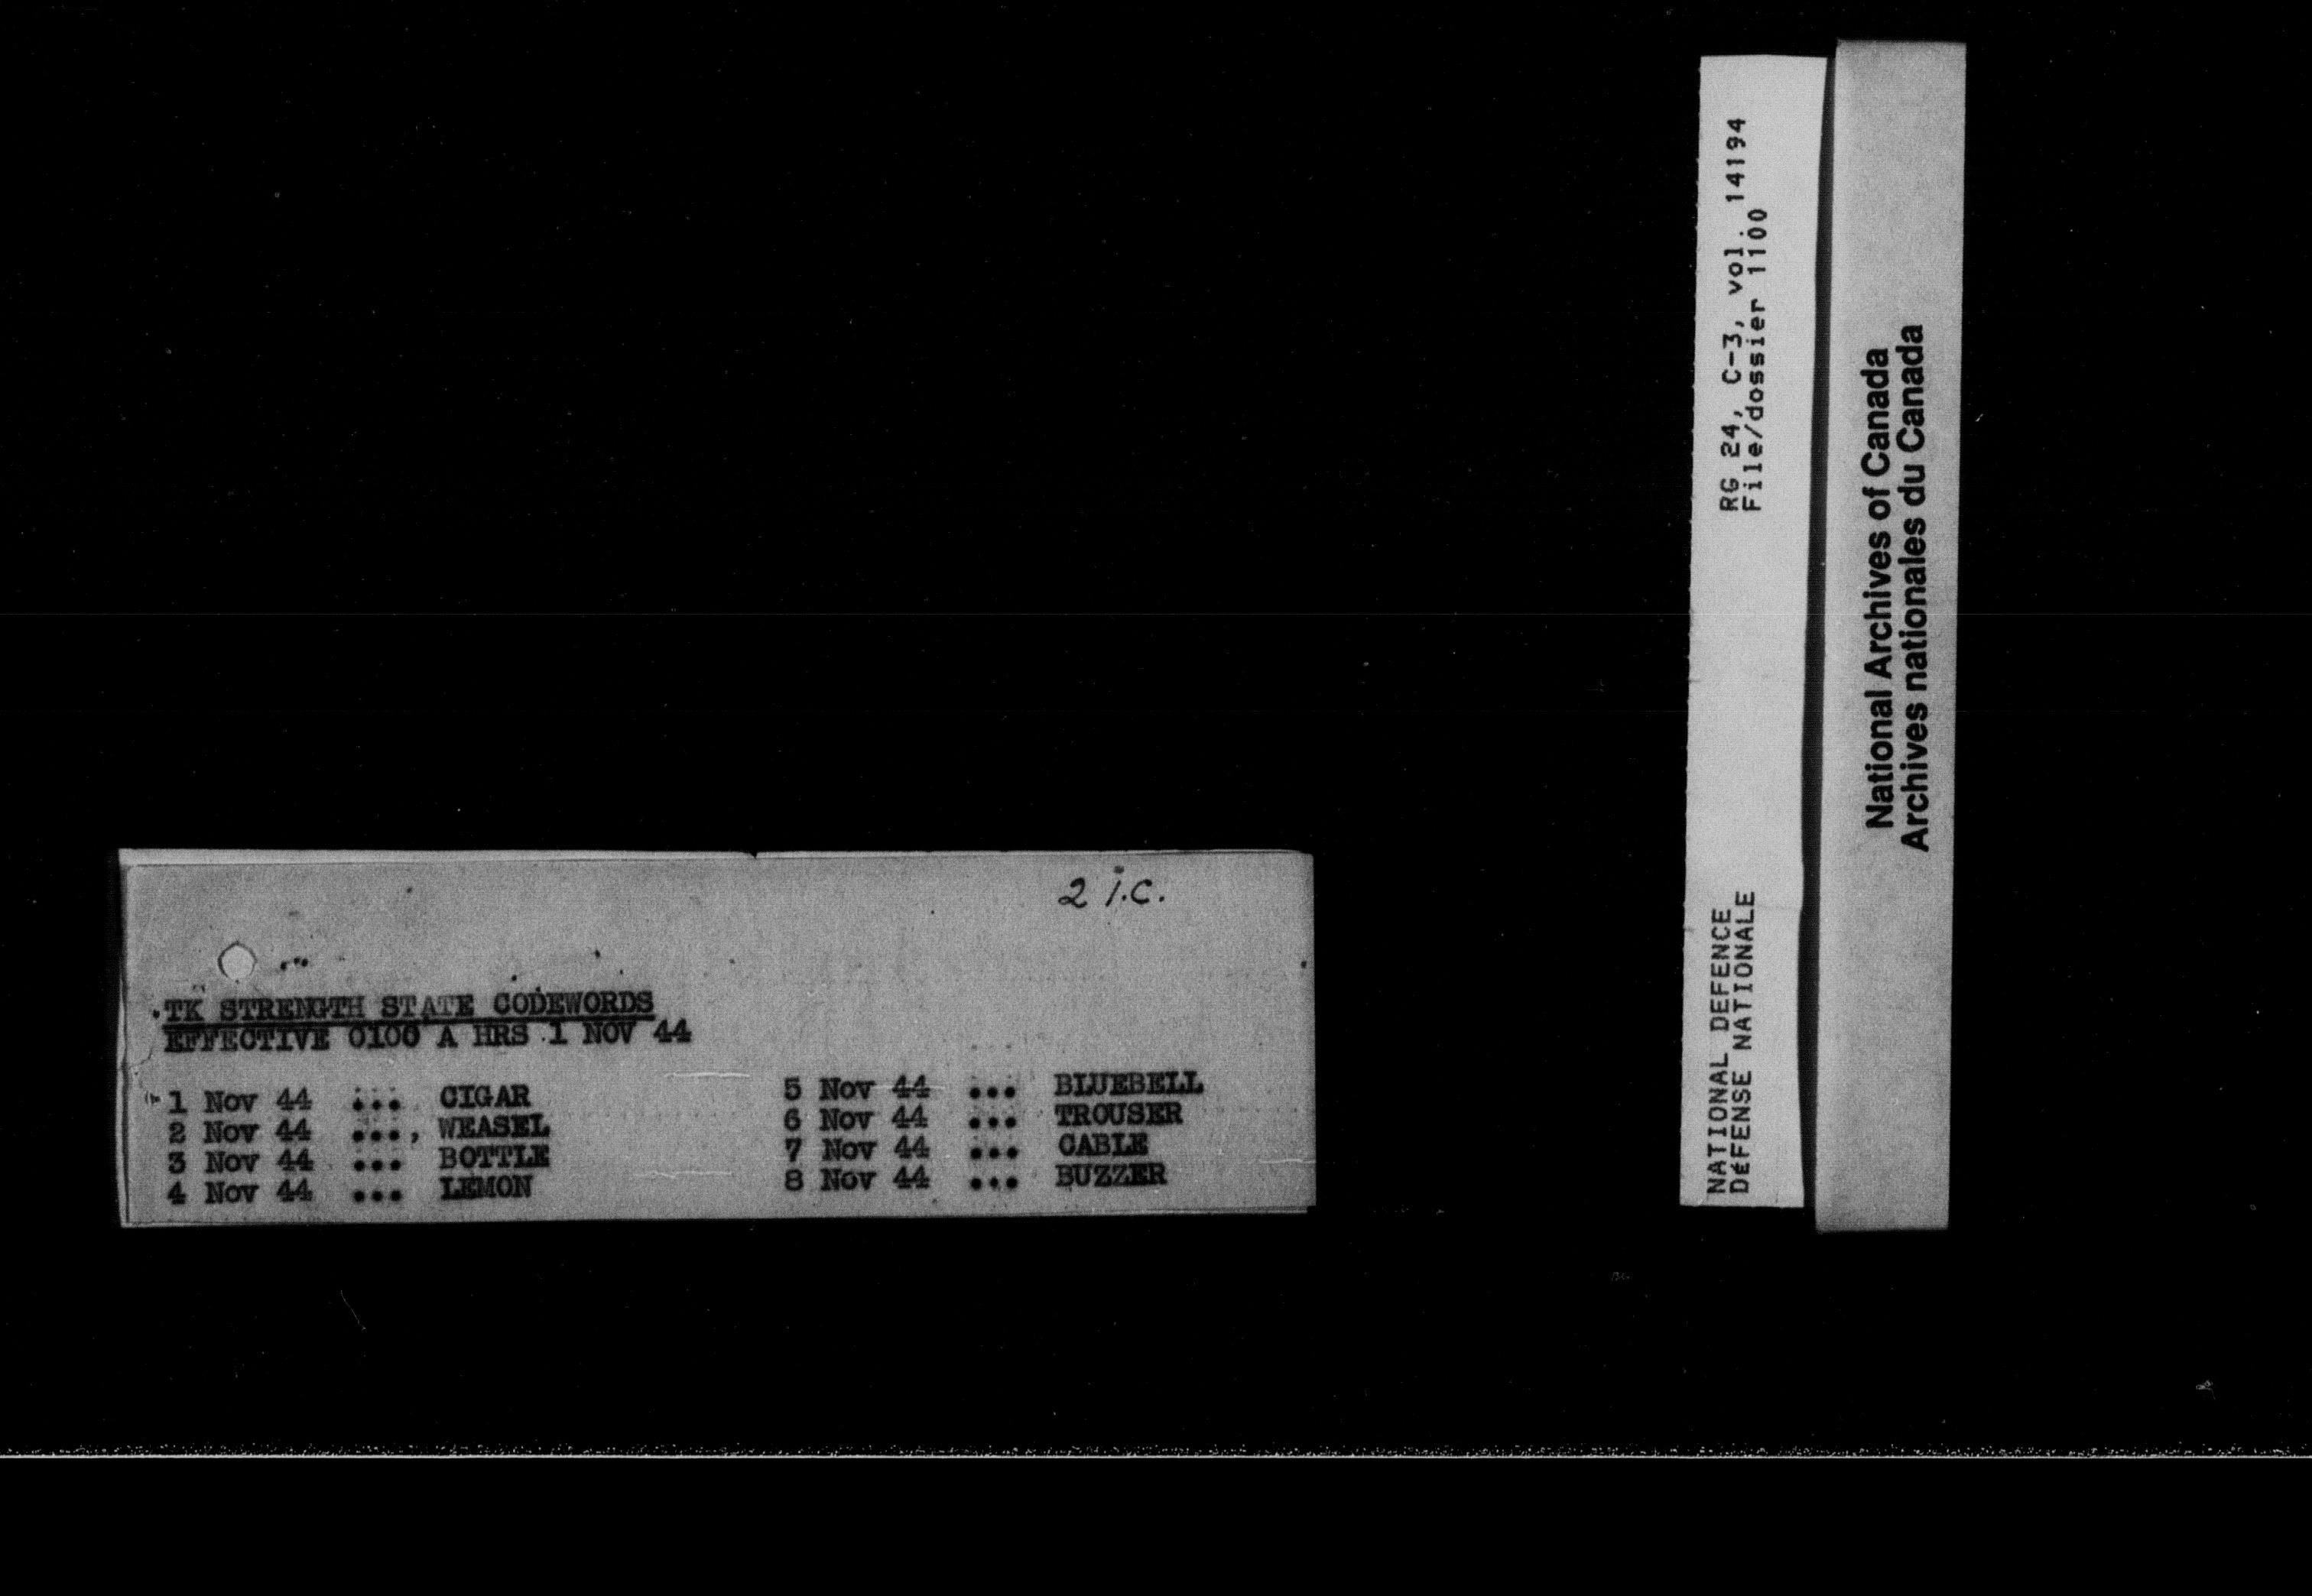 2 i.c.
TK STRENGTH STATE CODEWORDS
EFFECTIVE 0100 A HRS 1 NOV 44
1 Nov 44 ... CIGAR
2 Nov 44 ..., WEASEL
3 Nov 44 ... BOTTLE
4 Nov 44 ... LEMON
5 Nov 44 ... BLUEBELL
6 Nov 44 ... TROUSER
7 Nov 44 ... CABLE
8 Nov 44 ... BUZZER
NATIONAL DEFENCE RG 24, C-3, vol. 14194
DéFENSE NATIONALE File/dossier 1100
National Archives of Canada
Archives nationales du Canada